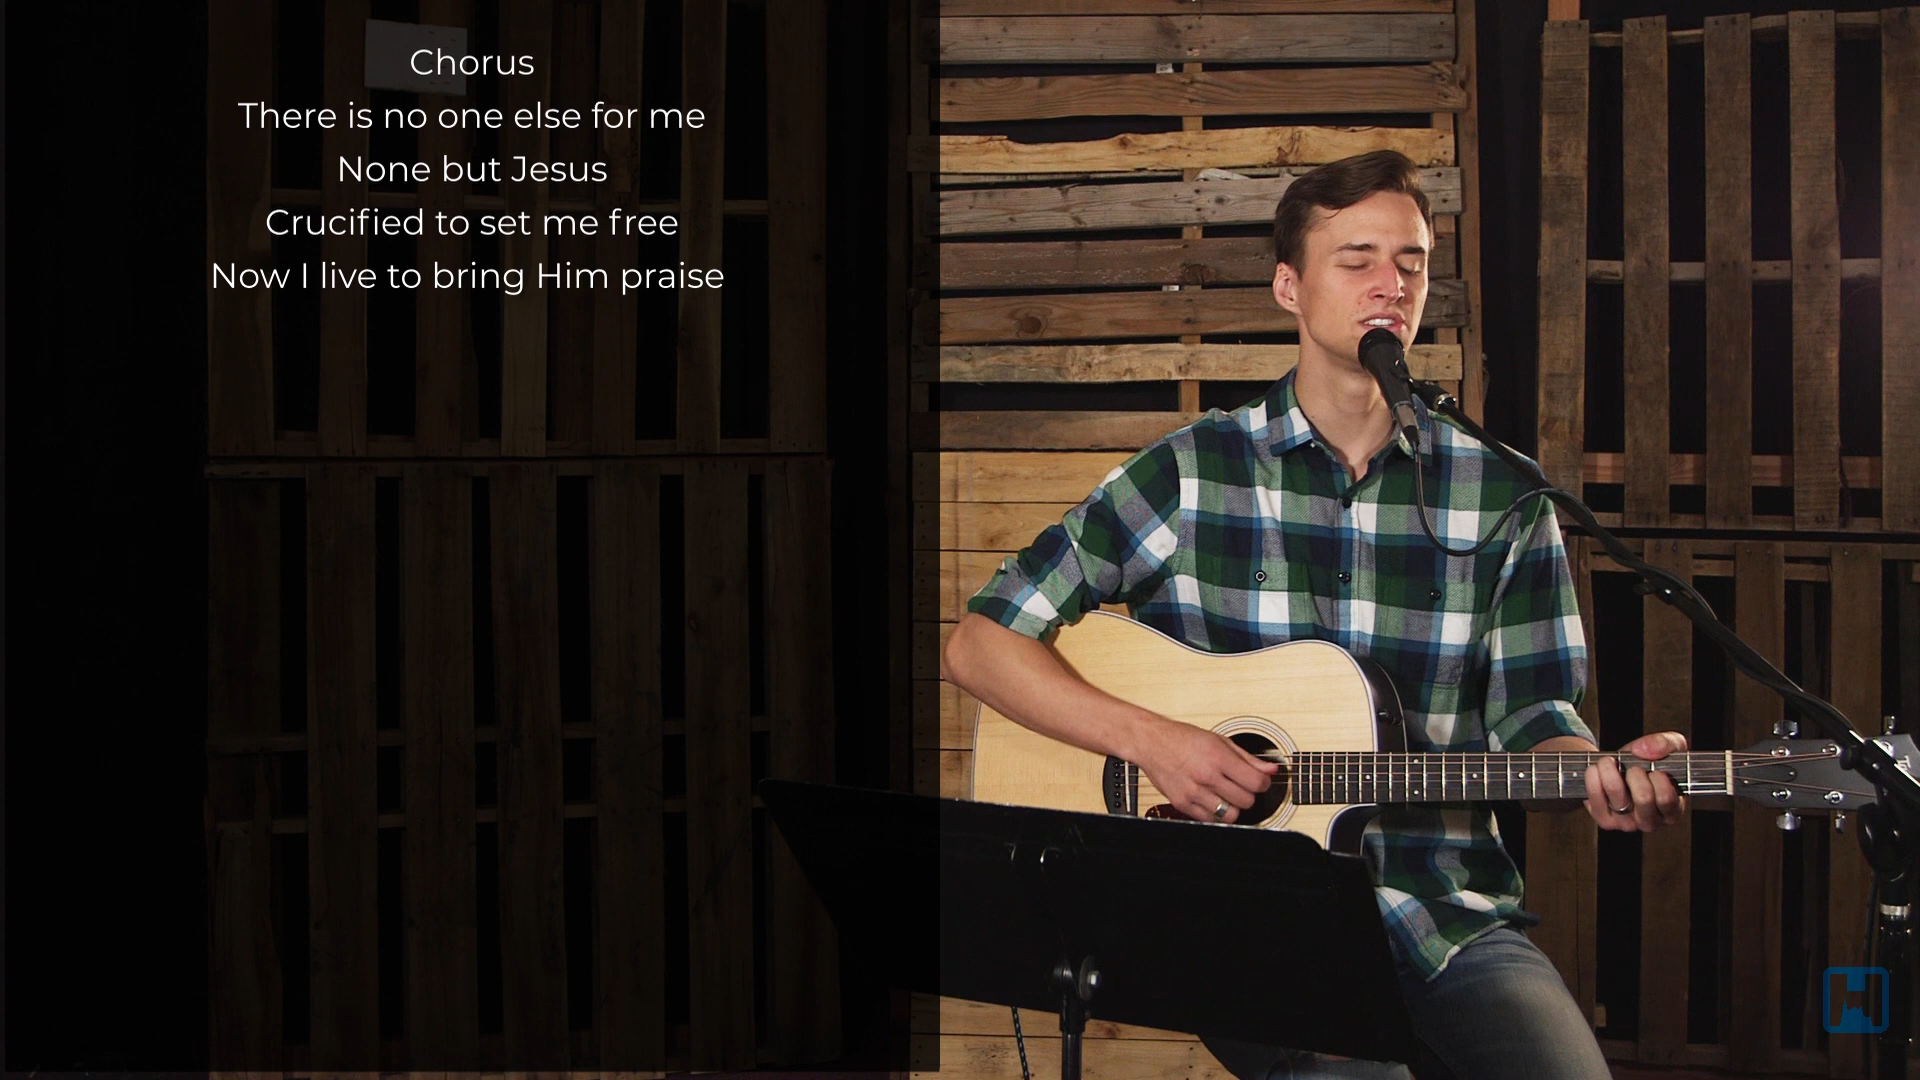 Chorus
There is no one else for me
None but Jesus
Crucified to set me free
Now I live to bring Him praise